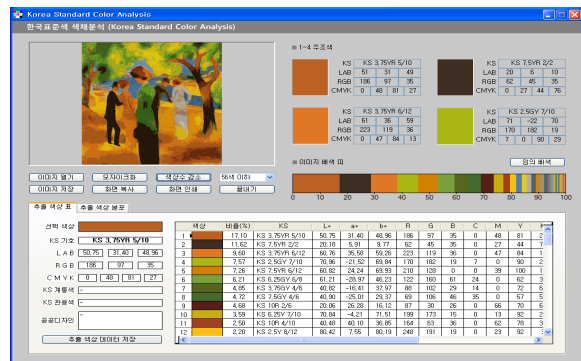 Korea Standard Color Analysis
한국표준색 색채분석 (Korea Standard Color Analysis)
1~4 주조색
KS KS 3,75YR 5/10
LAB 51 31 49
RGB 186 97 35
CMYK 0 48 81 27
KS KS 7,5YR 2/2
LAB 20 6 10
RGB 62 45 35
CMYK 0 27 44 76
KS KS 3,75YR 6/12
LAB 61 36 59
RGB 223 119 36
CMYK 0 47 84 13
KS KS 2,5GY 7/10
LAB 71 -22 70
RGB 170 182 19
CMYK 7 0 90 29
이미지 배색 띠
임의 배색
0 10 20 30 40 50 60 70 80 90 100
이미지 열기 모자이크화 색상수 감소 56색 이하
이미지 저장 화면 복사 화면 인쇄 끝내기
추출 색상 표 추출 색상 분포
선택 색상
KS 기호 KS 3,75YR 5/10
L A B 50,75 31,40 48,96
R G B 186 97 35
C M Y K 0 48 81 27
KS 계통색 -
KS 관용색 -
공공디자인 -
추출 색상 데이터 저장
색상 비율(%) KS L* a* b* R G B C M Y
1 17,10 KS 3,75YR 5/10 50,75 31,40 48,96 186 97 35 0 48 81
2 11,62 KS 7,5YR 2/2 20,18 5,91 9,77 62 45 35 0 27 44
3 9,60 KS 3,75YR 6/12 60,76 35,58 59,26 223 119 36 0 47 84
4 7,57 KS 2,5GY 7/10 70,96 -21,52 69,84 170 182 19 7 0 90
5 7,26 KS 7,5YR 6/12 60,82 24,24 69,93 210 128 0 0 39 100
6 6,21 KS 6,25GY 6/8 61,21 -28,97 46,23 122 160 61 24 0 62
7 4,85 KS 3,75GY 4/6 40,82 -16,41 37,97 88 102 29 14 0 72
8 4,72 KS 7,5GY 4/6 40,90 -25,01 29,37 69 106 46 35 0 57
9 4,68 KS 10R 2/6 20,06 26,28 16,12 87 30 26 0 66 70
10 3,59 KS 6,25Y 7/10 70,84 -4,21 71,51 199 173 15 0 13 92
11 2,50 KS 10R 4/10 40,48 40,10 36,85 164 63 36 0 62 78
12 2,20 KS 2,5Y 8/12 80,42 7,55 80,19 248 191 19 0 23 92